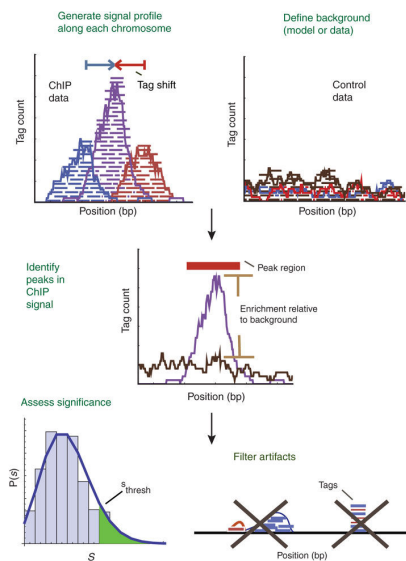 Generate signal profile
along each chromosome
Define background
(model or data)
ChIP
data
Tag shift
Tag count
Position (bp)
Control
data
Tag count
Position (bp)
Identify
peaks in
ChIP
signal
Peak region
Enrichment relative
to background
Tag count
Position (bp)
Assess significance
P(s)
s
thresh
S
Filter artifacts
Tags
Position (bp)